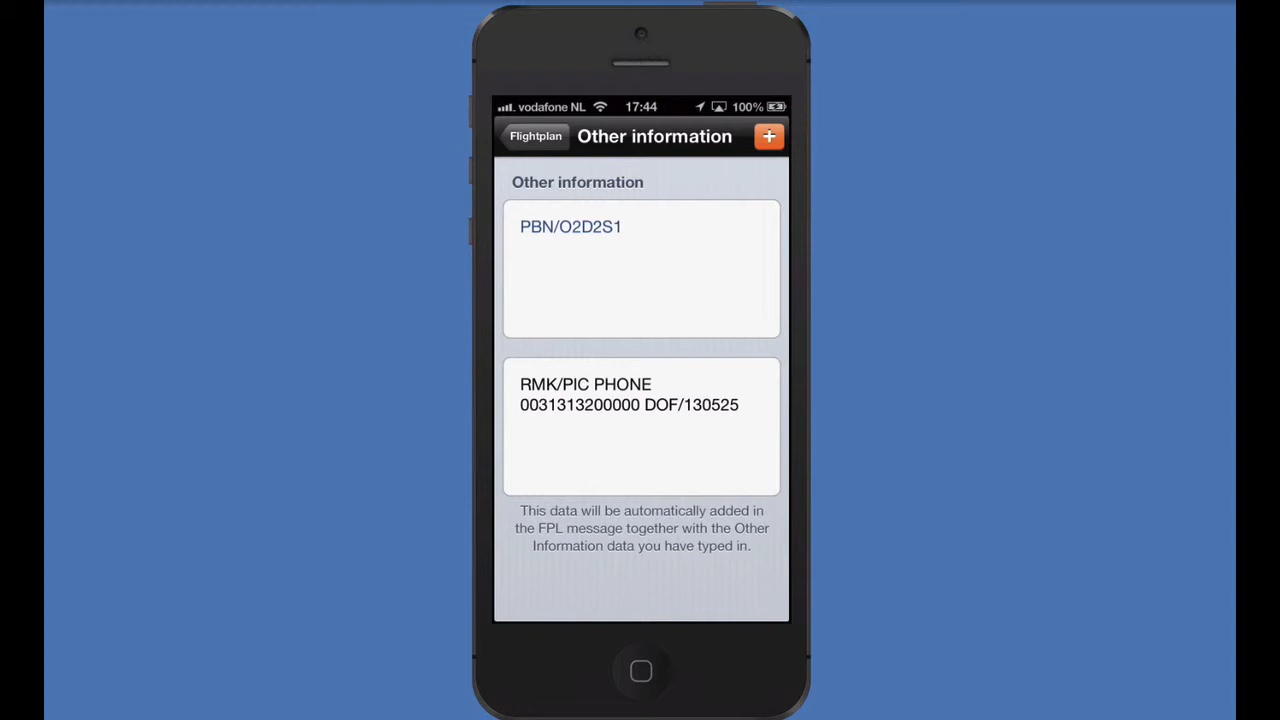 vodafone NL 17:44 100%
Flightplan Other information +
Other information
PBN/O2D2S1
RMK/PIC PHONE
0031313200000 DOF/130525
This data will be automatically added in
the FPL message together with the Other
Information data you have typed in.